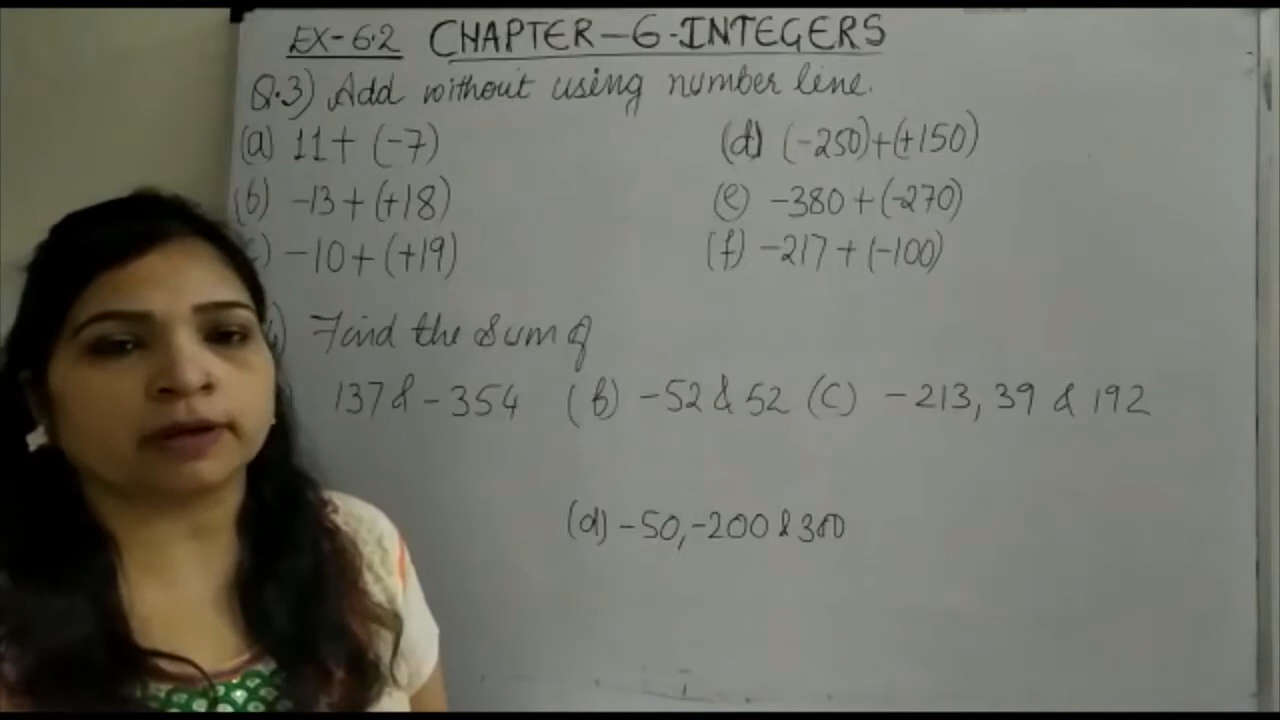 EX-6.2 CHAPTER-6-INTEGERS
Q.3) Add without using number line.
(a) 11+ (-7) (d) (-250)+(+150)
(b) -13+(+18) (e) -380+(-270)
) -10+(+19) (f) -217+(-100)
) Find the sum of
137 & -354 (b) -52 & 52 (C) -213, 39 & 192
(d) -50, -200 & 300